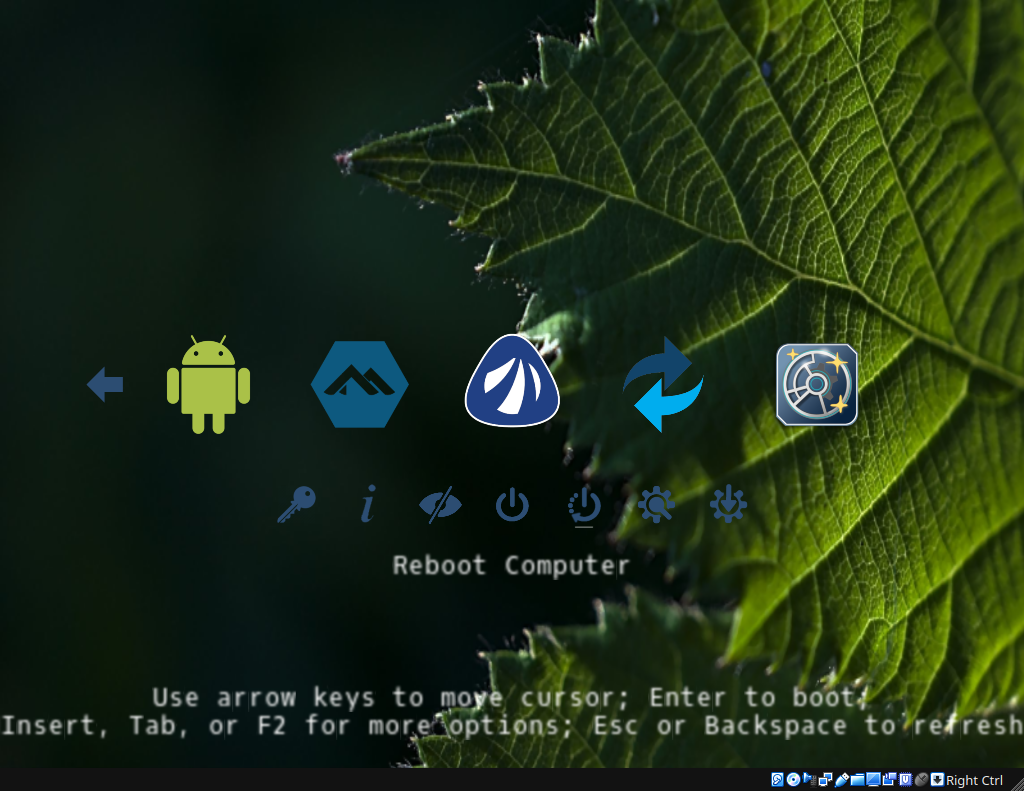 Reboot Computer
Use arrow keys to move cursor; Enter to boot;
Insert, Tab, or F2 for more options; Esc or Backspace to refresh
Right Ctrl